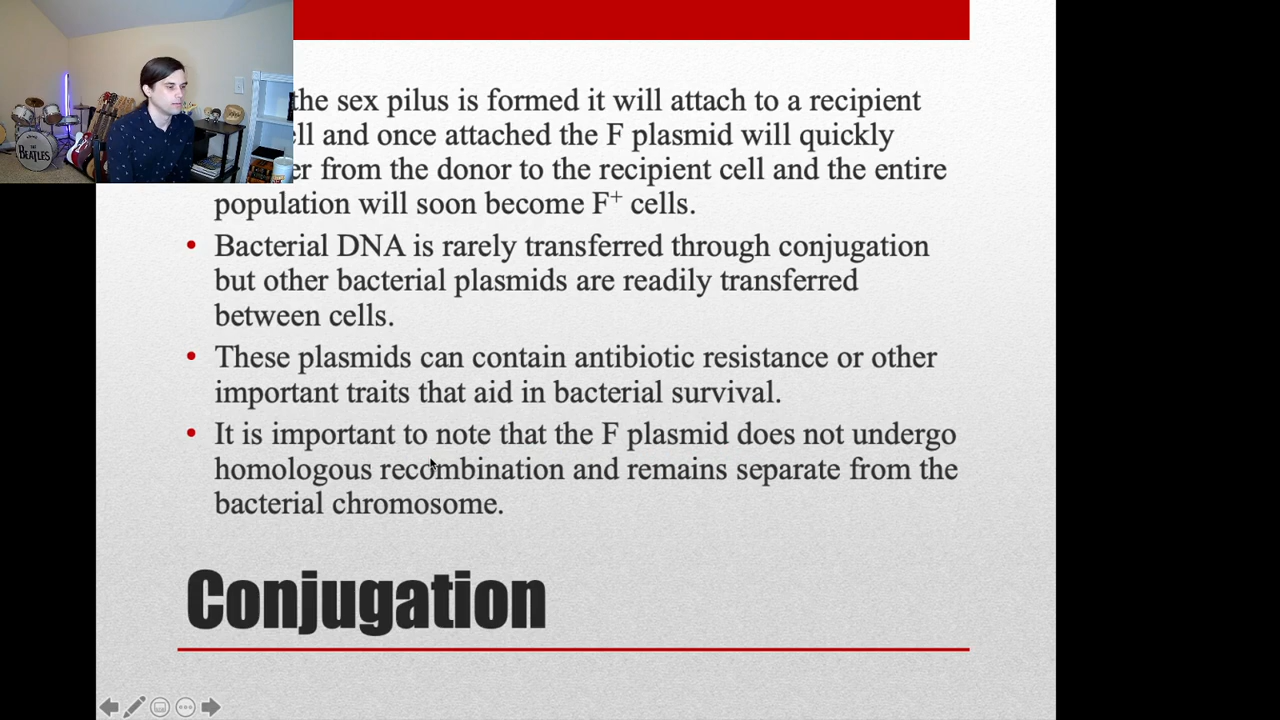 the sex pilus is formed it will attach to a recipient
ll and once attached the F plasmid will quickly
er from the donor to the recipient cell and the entire
population will soon become F⁺ cells.
• Bacterial DNA is rarely transferred through conjugation
but other bacterial plasmids are readily transferred
between cells.
• These plasmids can contain antibiotic resistance or other
important traits that aid in bacterial survival.
• It is important to note that the F plasmid does not undergo
homologous recombination and remains separate from the
bacterial chromosome.
Conjugation
THE
BEATLES